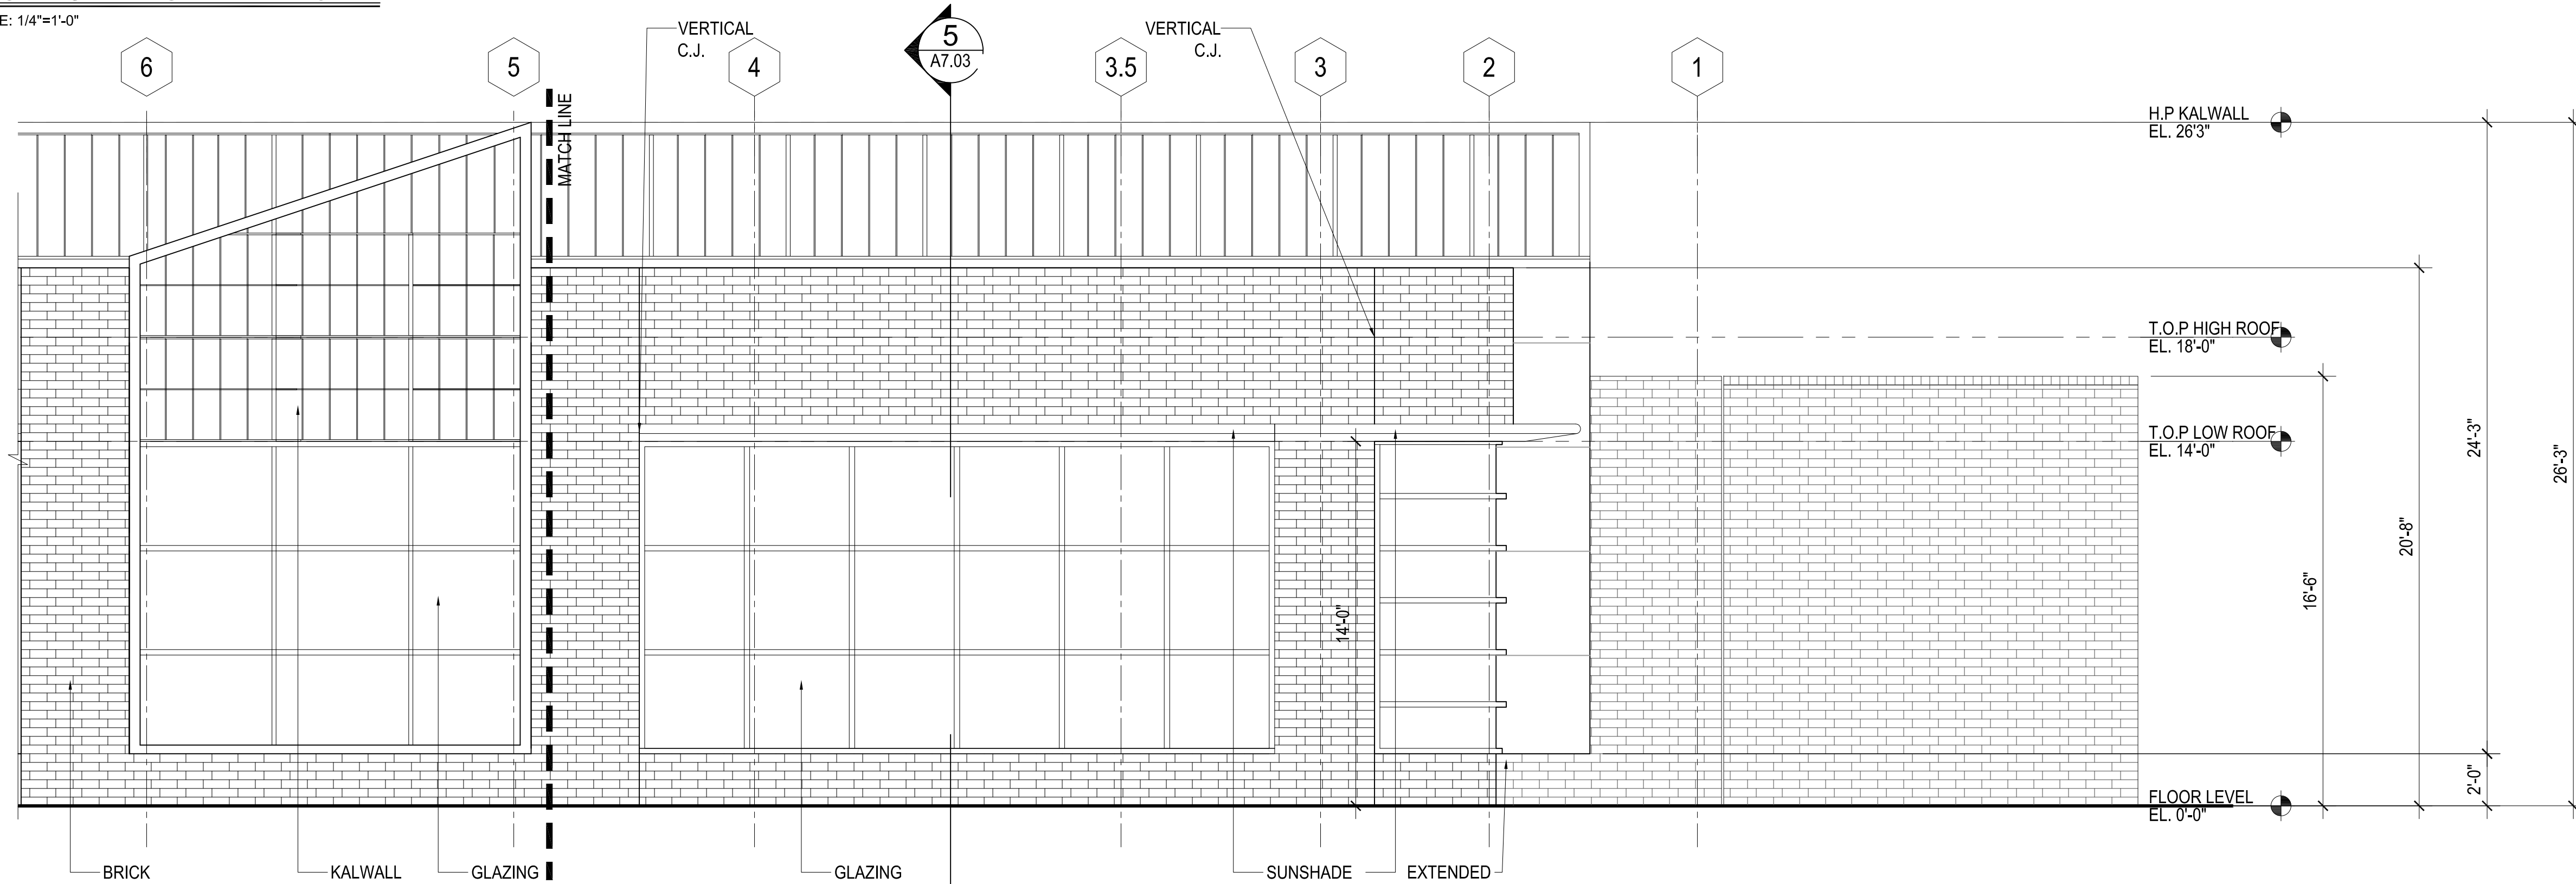 E: 1/4"=1'-0"
6
5
VERTICAL
C.J.
4
5
A7.03
VERTICAL
C.J.
3.5
3
2
1
MATCH LINE
H.P KALWALL
EL. 26'3"
T.O.P HIGH ROOF
EL. 18'-0"
T.O.P LOW ROOF
EL. 14'-0"
24'-3"
26'-3"
20'-8"
16'-6"
14'-0"
2'-0"
FLOOR LEVEL
EL. 0'-0"
BRICK
KALWALL
GLAZING
GLAZING
SUNSHADE
EXTENDED